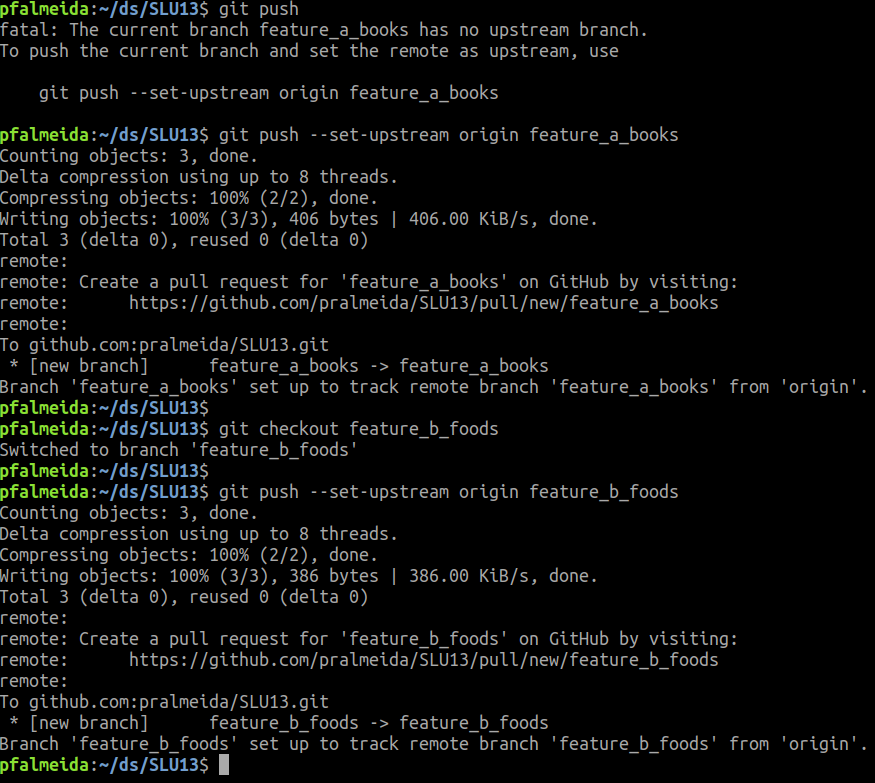 pfalmeida:~/ds/SLU13$ git push
fatal: The current branch feature_a_books has no upstream branch.
To push the current branch and set the remote as upstream, use

    git push --set-upstream origin feature_a_books

pfalmeida:~/ds/SLU13$ git push --set-upstream origin feature_a_books
Counting objects: 3, done.
Delta compression using up to 8 threads.
Compressing objects: 100% (2/2), done.
Writing objects: 100% (3/3), 406 bytes | 406.00 KiB/s, done.
Total 3 (delta 0), reused 0 (delta 0)
remote:
remote: Create a pull request for 'feature_a_books' on GitHub by visiting:
remote:      https://github.com/pralmeida/SLU13/pull/new/feature_a_books
remote:
To github.com:pralmeida/SLU13.git
 * [new branch]      feature_a_books -> feature_a_books
Branch 'feature_a_books' set up to track remote branch 'feature_a_books' from 'origin'.
pfalmeida:~/ds/SLU13$
pfalmeida:~/ds/SLU13$ git checkout feature_b_foods
Switched to branch 'feature_b_foods'
pfalmeida:~/ds/SLU13$
pfalmeida:~/ds/SLU13$ git push --set-upstream origin feature_b_foods
Counting objects: 3, done.
Delta compression using up to 8 threads.
Compressing objects: 100% (2/2), done.
Writing objects: 100% (3/3), 386 bytes | 386.00 KiB/s, done.
Total 3 (delta 0), reused 0 (delta 0)
remote:
remote: Create a pull request for 'feature_b_foods' on GitHub by visiting:
remote:      https://github.com/pralmeida/SLU13/pull/new/feature_b_foods
remote:
To github.com:pralmeida/SLU13.git
 * [new branch]      feature_b_foods -> feature_b_foods
Branch 'feature_b_foods' set up to track remote branch 'feature_b_foods' from 'origin'.
pfalmeida:~/ds/SLU13$